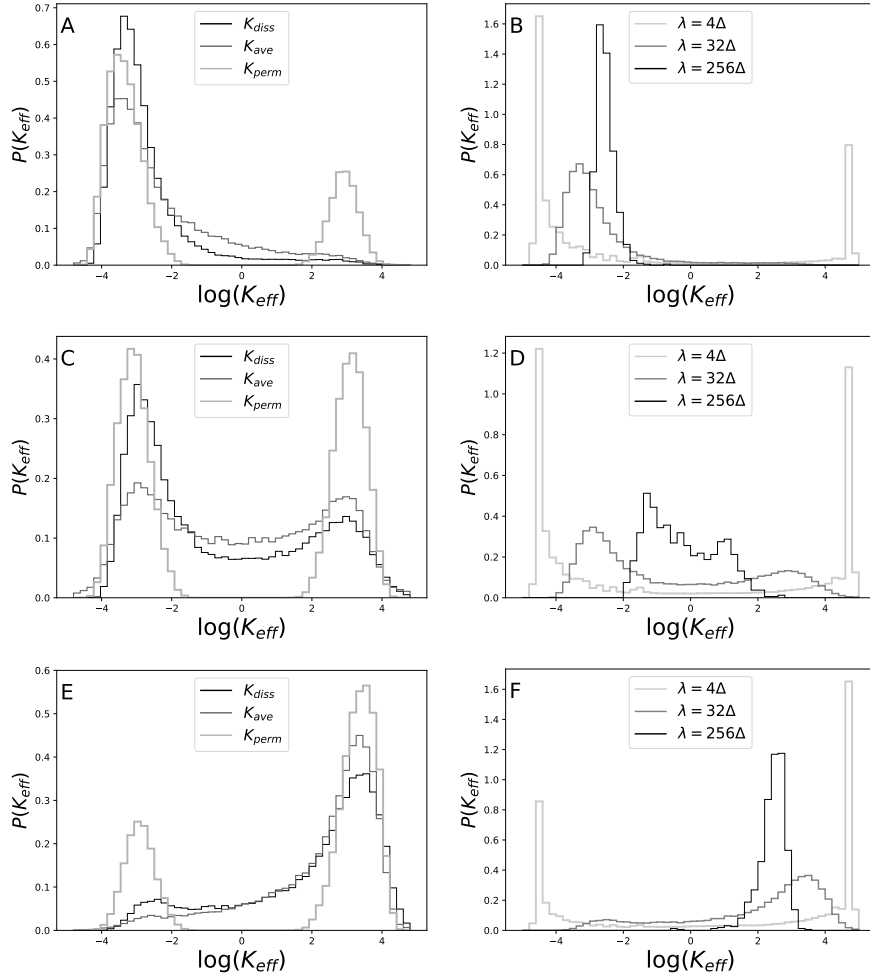 A
K_diss
K_ave
K_perm
P(K_eff)
0.7
0.6
0.5
0.4
0.3
0.2
0.1
0.0
−4 −2 0 2 4
log(K_eff)
B
λ = 4Δ
λ = 32Δ
λ = 256Δ
P(K_eff)
1.6
1.4
1.2
1.0
0.8
0.6
0.4
0.2
0.0
−4 −2 0 2 4
log(K_eff)
C
K_diss
K_ave
K_perm
P(K_eff)
0.4
0.3
0.2
0.1
0.0
−4 −2 0 2 4
log(K_eff)
D
λ = 4Δ
λ = 32Δ
λ = 256Δ
P(K_eff)
1.2
1.0
0.8
0.6
0.4
0.2
0.0
−4 −2 0 2 4
log(K_eff)
E
K_diss
K_ave
K_perm
P(K_eff)
0.6
0.5
0.4
0.3
0.2
0.1
0.0
−4 −2 0 2 4
log(K_eff)
F
λ = 4Δ
λ = 32Δ
λ = 256Δ
P(K_eff)
1.6
1.4
1.2
1.0
0.8
0.6
0.4
0.2
0.0
−4 −2 0 2 4
log(K_eff)